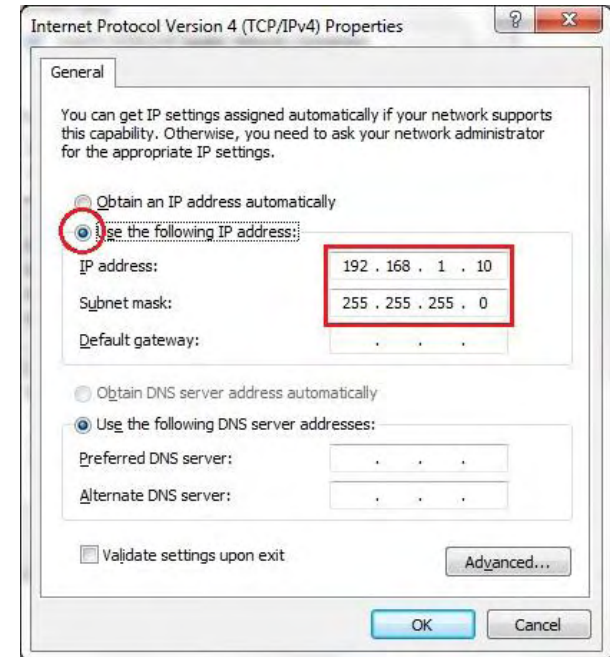 Internet Protocol Version 4 (TCP/IPv4) Properties
General
You can get IP settings assigned automatically if your network supports
this capability. Otherwise, you need to ask your network administrator
for the appropriate IP settings.
Obtain an IP address automatically
Use the following IP address:
IP address: 192 . 168 . 1 . 10
Subnet mask: 255 . 255 . 255 . 0
Default gateway: . . .
Obtain DNS server address automatically
Use the following DNS server addresses:
Preferred DNS server: . . .
Alternate DNS server: . . .
Validate settings upon exit
Advanced...
OK Cancel